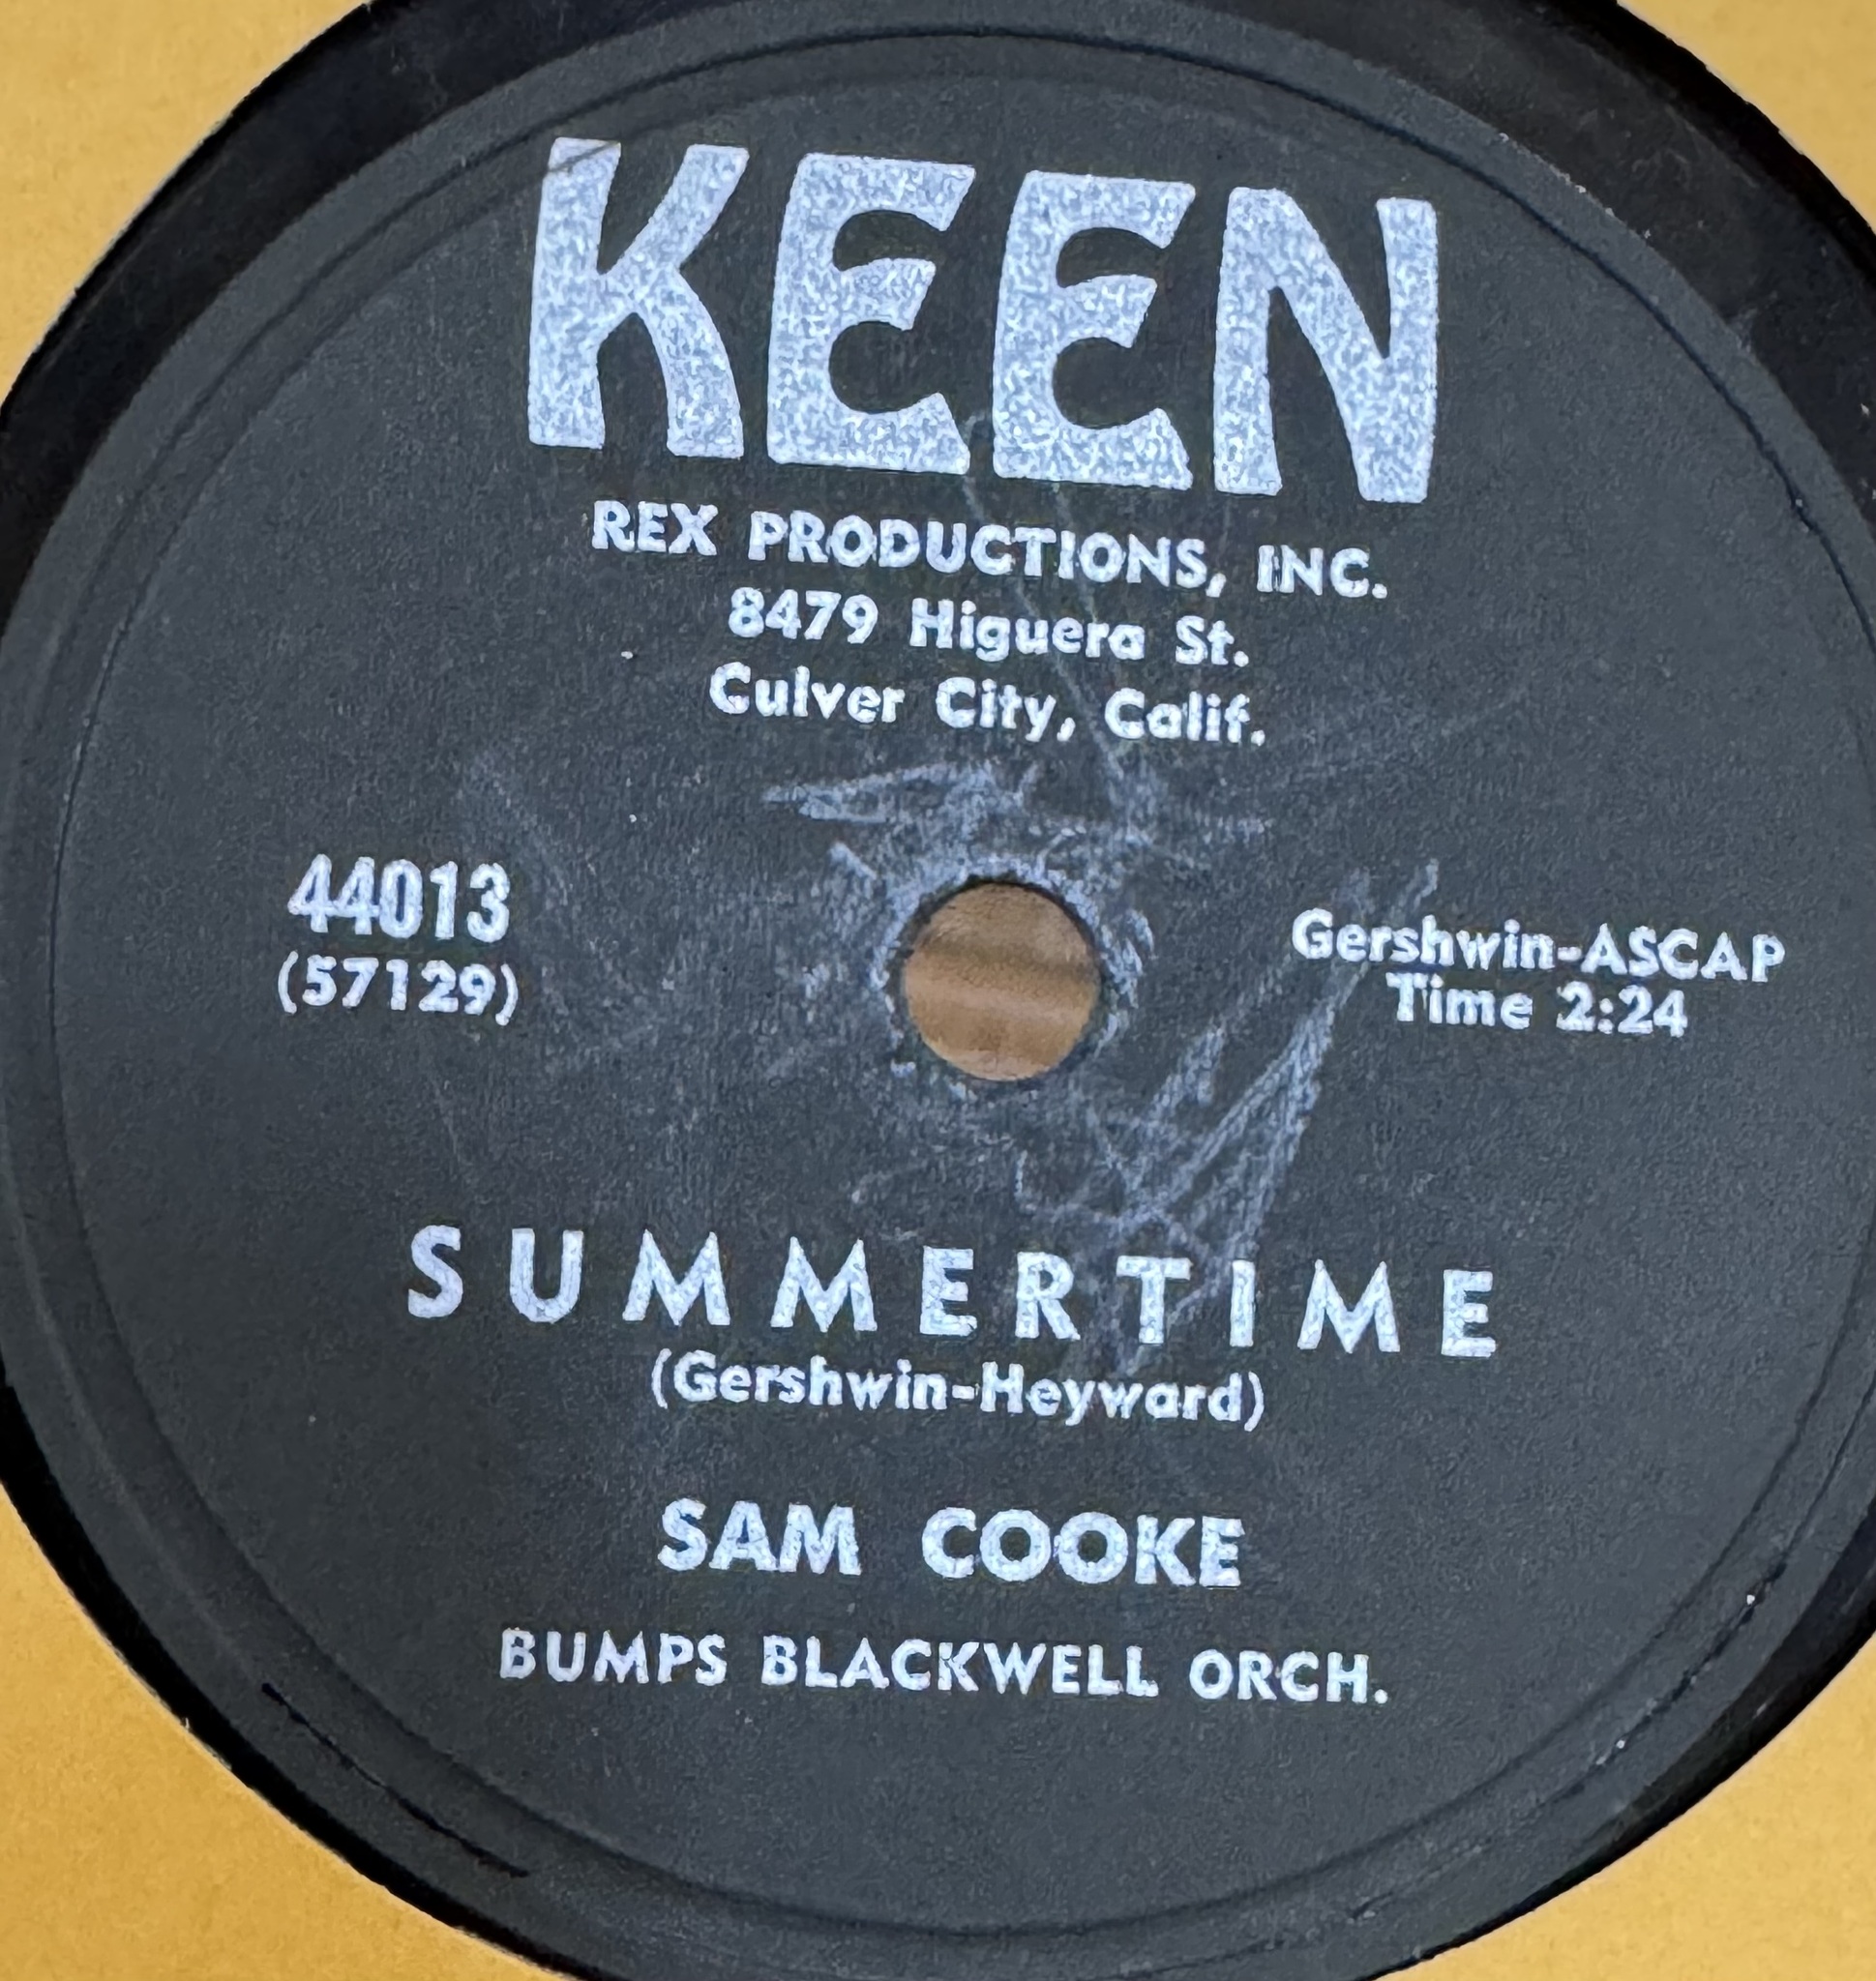 KEEN
REX PRODUCTIONS, INC.
8479 Higuera St.
Culver City, Calif.
44013
(57129)
Gershwin-ASCAP
Time 2:24
SUMMERTIME
(Gershwin-Heyward)
SAM COOKE
BUMPS BLACKWELL ORCH.